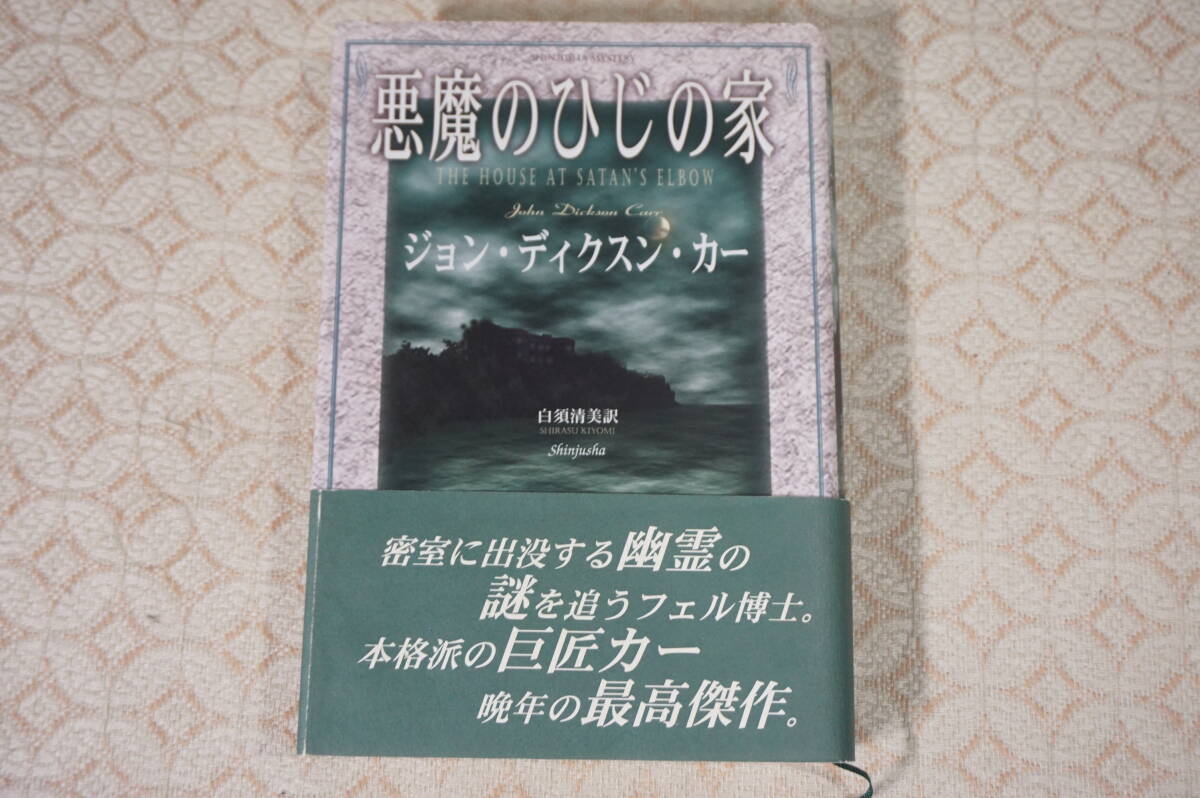 SHINJUSHA MYSTERY
悪魔のひじの家
THE HOUSE AT SATAN'S ELBOW
John Dickson Carr
ジョン・ディクスン・カー
白須清美訳
SHIRASU KIYOMI
Shinjusha
密室に出没する幽霊の
謎を追うフェル博士。
本格派の巨匠カー
晩年の最高傑作。